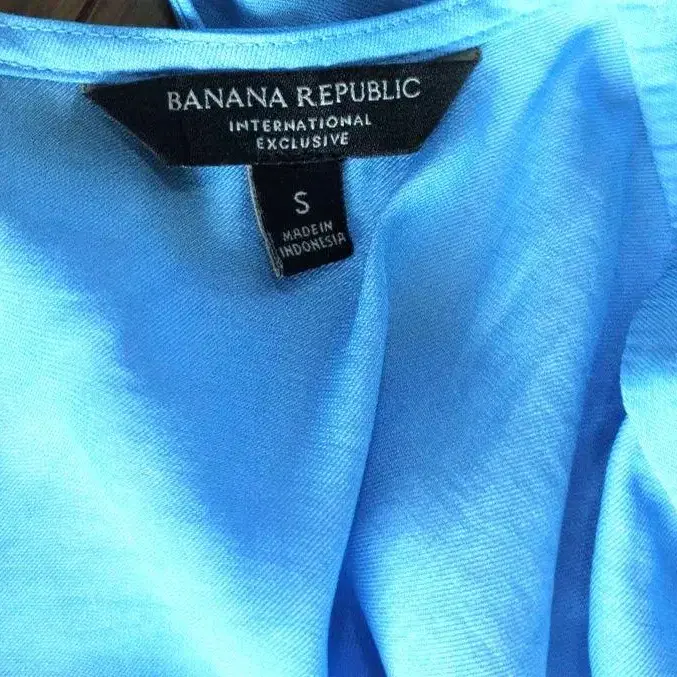 BANANA REPUBLIC
INTERNATIONAL
EXCLUSIVE
S
MADE IN
INDONESIA